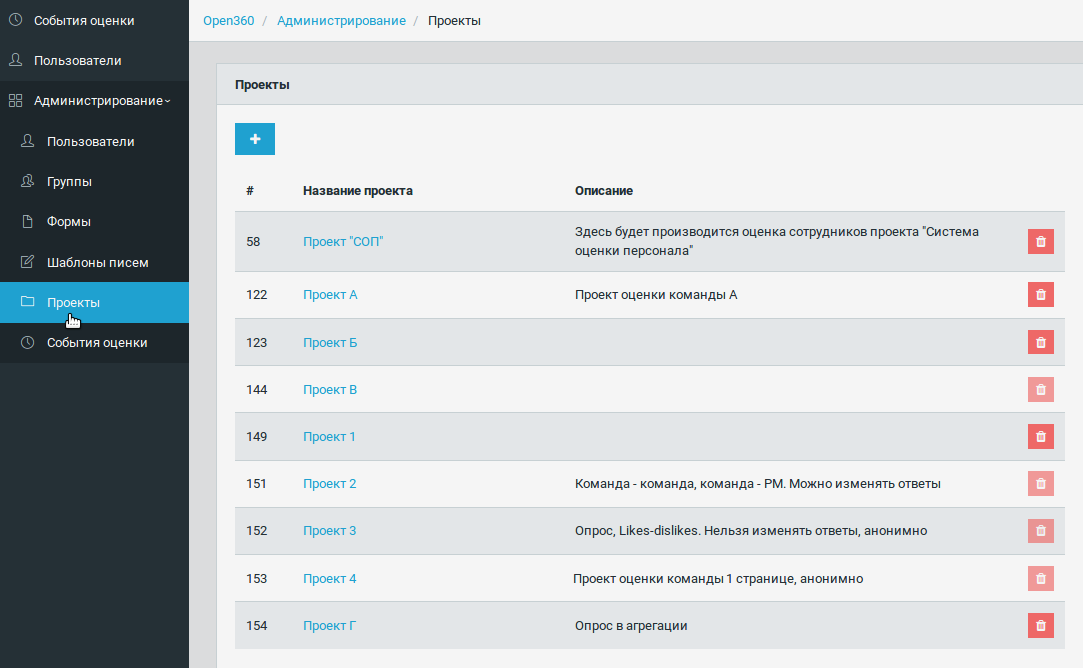 События оценки
Пользователи
Администрирование
Пользователи
Группы
Формы
Шаблоны писем
Проекты
События оценки
Open360 / Администрирование / Проекты
Проекты
+
# Название проекта Описание
58 Проект "СОП" Здесь будет производится оценка сотрудников проекта "Система
оценки персонала"
122 Проект А Проект оценки команды А
123 Проект Б
144 Проект В
149 Проект 1
151 Проект 2 Команда - команда, команда - PM. Можно изменять ответы
152 Проект 3 Опрос, Likes-dislikes. Нельзя изменять ответы, анонимно
153 Проект 4 Проект оценки команды 1 странице, анонимно
154 Проект Г Опрос в агрегации